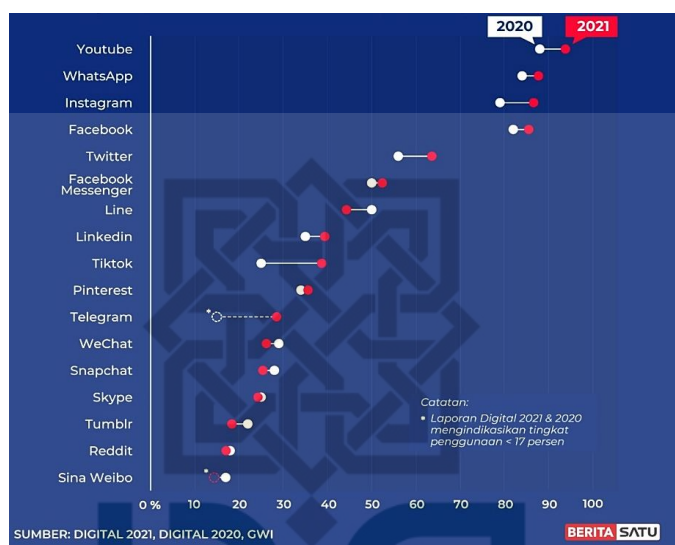 2020 2021
Youtube
WhatsApp
Instagram
Facebook
Twitter
Facebook
Messenger
Line
Linkedin
Tiktok
Pinterest
Telegram
WeChat
Snapchat
Skype
Tumblr
Reddit
Sina Weibo
*
*
Catatan:
* Laporan Digital 2021 & 2020
mengindikasikan tingkat
penggunaan < 17 persen
0 % 10 20 30 40 50 60 70 80 90 100
SUMBER: DIGITAL 2021, DIGITAL 2020, GWI
BERITA SATU